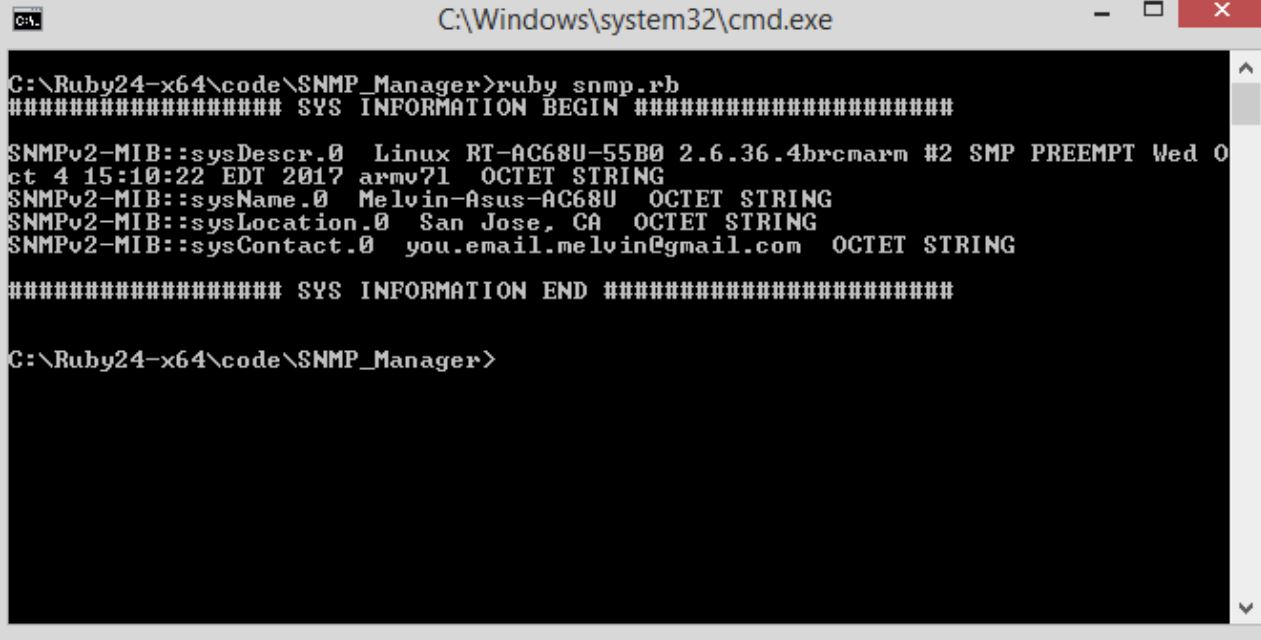 C:\Windows\system32\cmd.exe
C:\Ruby24-x64\code\SNMP_Manager>ruby snmp.rb
################## SYS INFORMATION BEGIN #####################
SNMPv2-MIB::sysDescr.0  Linux RT-AC68U-55B0 2.6.36.4brcmarm #2 SMP PREEMPT Wed O
ct 4 15:10:22 EDT 2017 armv7l  OCTET STRING
SNMPv2-MIB::sysName.0  Melvin-Asus-AC68U  OCTET STRING
SNMPv2-MIB::sysLocation.0  San Jose, CA  OCTET STRING
SNMPv2-MIB::sysContact.0  you.email.melvin@gmail.com  OCTET STRING
################## SYS INFORMATION END #######################
C:\Ruby24-x64\code\SNMP_Manager>